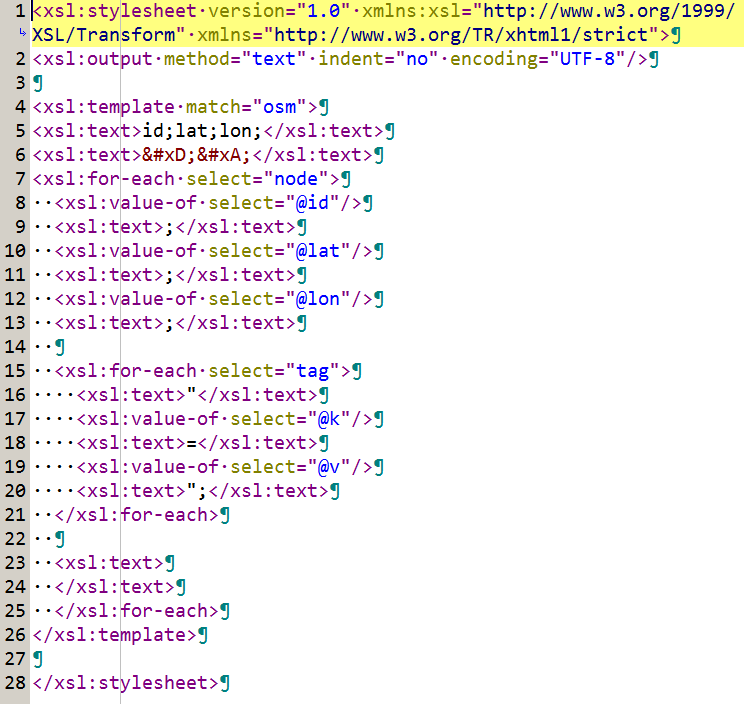 1 <xsl:stylesheet·version="1.0"·xmlns:xsl="http://www.w3.org/1999/
↳ XSL/Transform"·xmlns="http://www.w3.org/TR/xhtml1/strict">¶
2 <xsl:output·method="text"·indent="no"·encoding="UTF-8"/>¶
3 ¶
4 <xsl:template·match="osm">¶
5 <xsl:text>id;lat;lon;</xsl:text>¶
6 <xsl:text>&#xD;&#xA;</xsl:text>¶
7 <xsl:for-each·select="node">¶
8 ··<xsl:value-of·select="@id"/>¶
9 ··<xsl:text>;</xsl:text>¶
10 ··<xsl:value-of·select="@lat"/>¶
11 ··<xsl:text>;</xsl:text>¶
12 ··<xsl:value-of·select="@lon"/>¶
13 ··<xsl:text>;</xsl:text>¶
14 ··¶
15 ··<xsl:for-each·select="tag">¶
16 ····<xsl:text>"</xsl:text>¶
17 ····<xsl:value-of·select="@k"/>¶
18 ····<xsl:text>=</xsl:text>¶
19 ····<xsl:value-of·select="@v"/>¶
20 ····<xsl:text>";</xsl:text>¶
21 ··</xsl:for-each>¶
22 ··¶
23 ··<xsl:text>¶
24 ··</xsl:text>¶
25 ··</xsl:for-each>¶
26 </xsl:template>¶
27 ¶
28 </xsl:stylesheet>¶